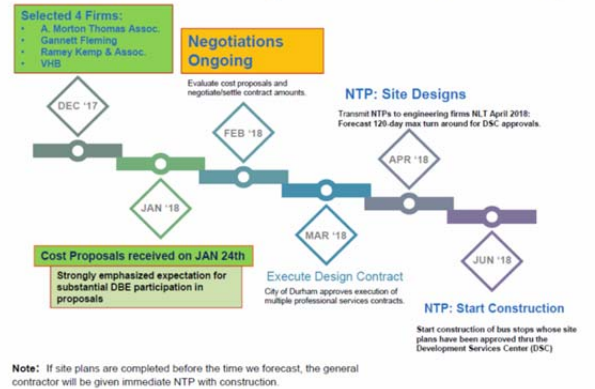 Selected 4 Firms:
• A. Morton Thomas Assoc.
• Gannett Fleming
• Ramey Kemp & Assoc.
• VHB
DEC '17
JAN '18
Cost Proposals received on JAN 24th
Strongly emphasized expectation for
substantial DBE participation in
proposals
Negotiations
Ongoing
Evaluate cost proposals and
negotiate/settle contract amounts.
FEB '18
MAR '18
Execute Design Contract
City of Durham approves execution of
multiple professional services contracts.
NTP: Site Designs
Transmit NTPs to engineering firms NLT April 2018:
Forecast 120-day max turn around for DSC approvals.
APR '18
JUN '18
NTP: Start Construction
Start construction of bus stops whose site
plans have been approved thru the
Development Services Center (DSC)
Note: If site plans are completed before the time we forecast, the general
contractor will be given immediate NTP with construction.